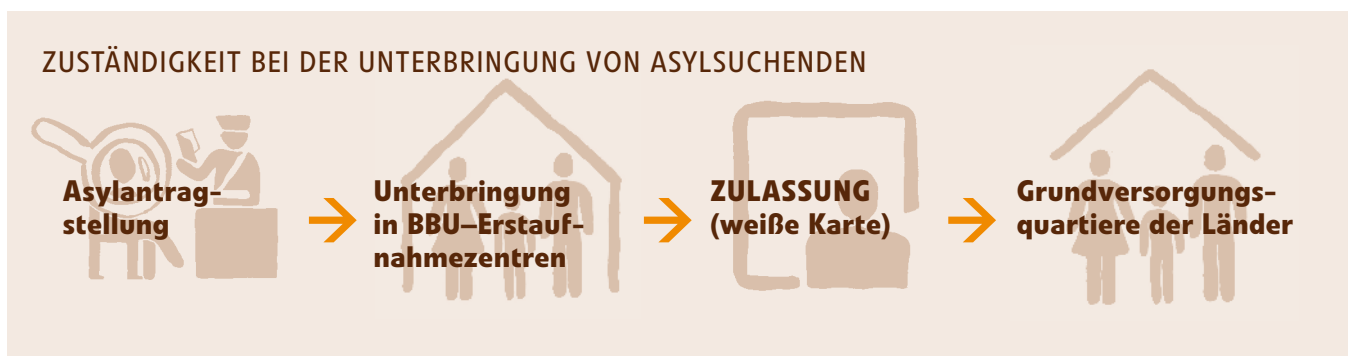 ZUSTÄNDIGKEIT BEI DER UNTERBRINGUNG VON ASYLSUCHENDEN
Asylantrag-
stellung
Unterbringung
in BBU–Erstauf-
nahmezentren
ZULASSUNG
(weiße Karte)
Grundversorgungs-
quartiere der Länder